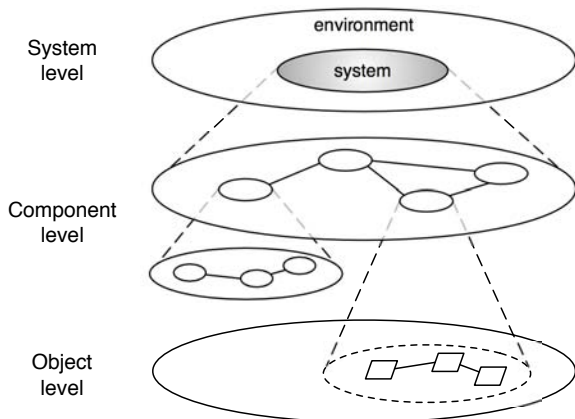 environment
System
level
system
Component
level
Object
level